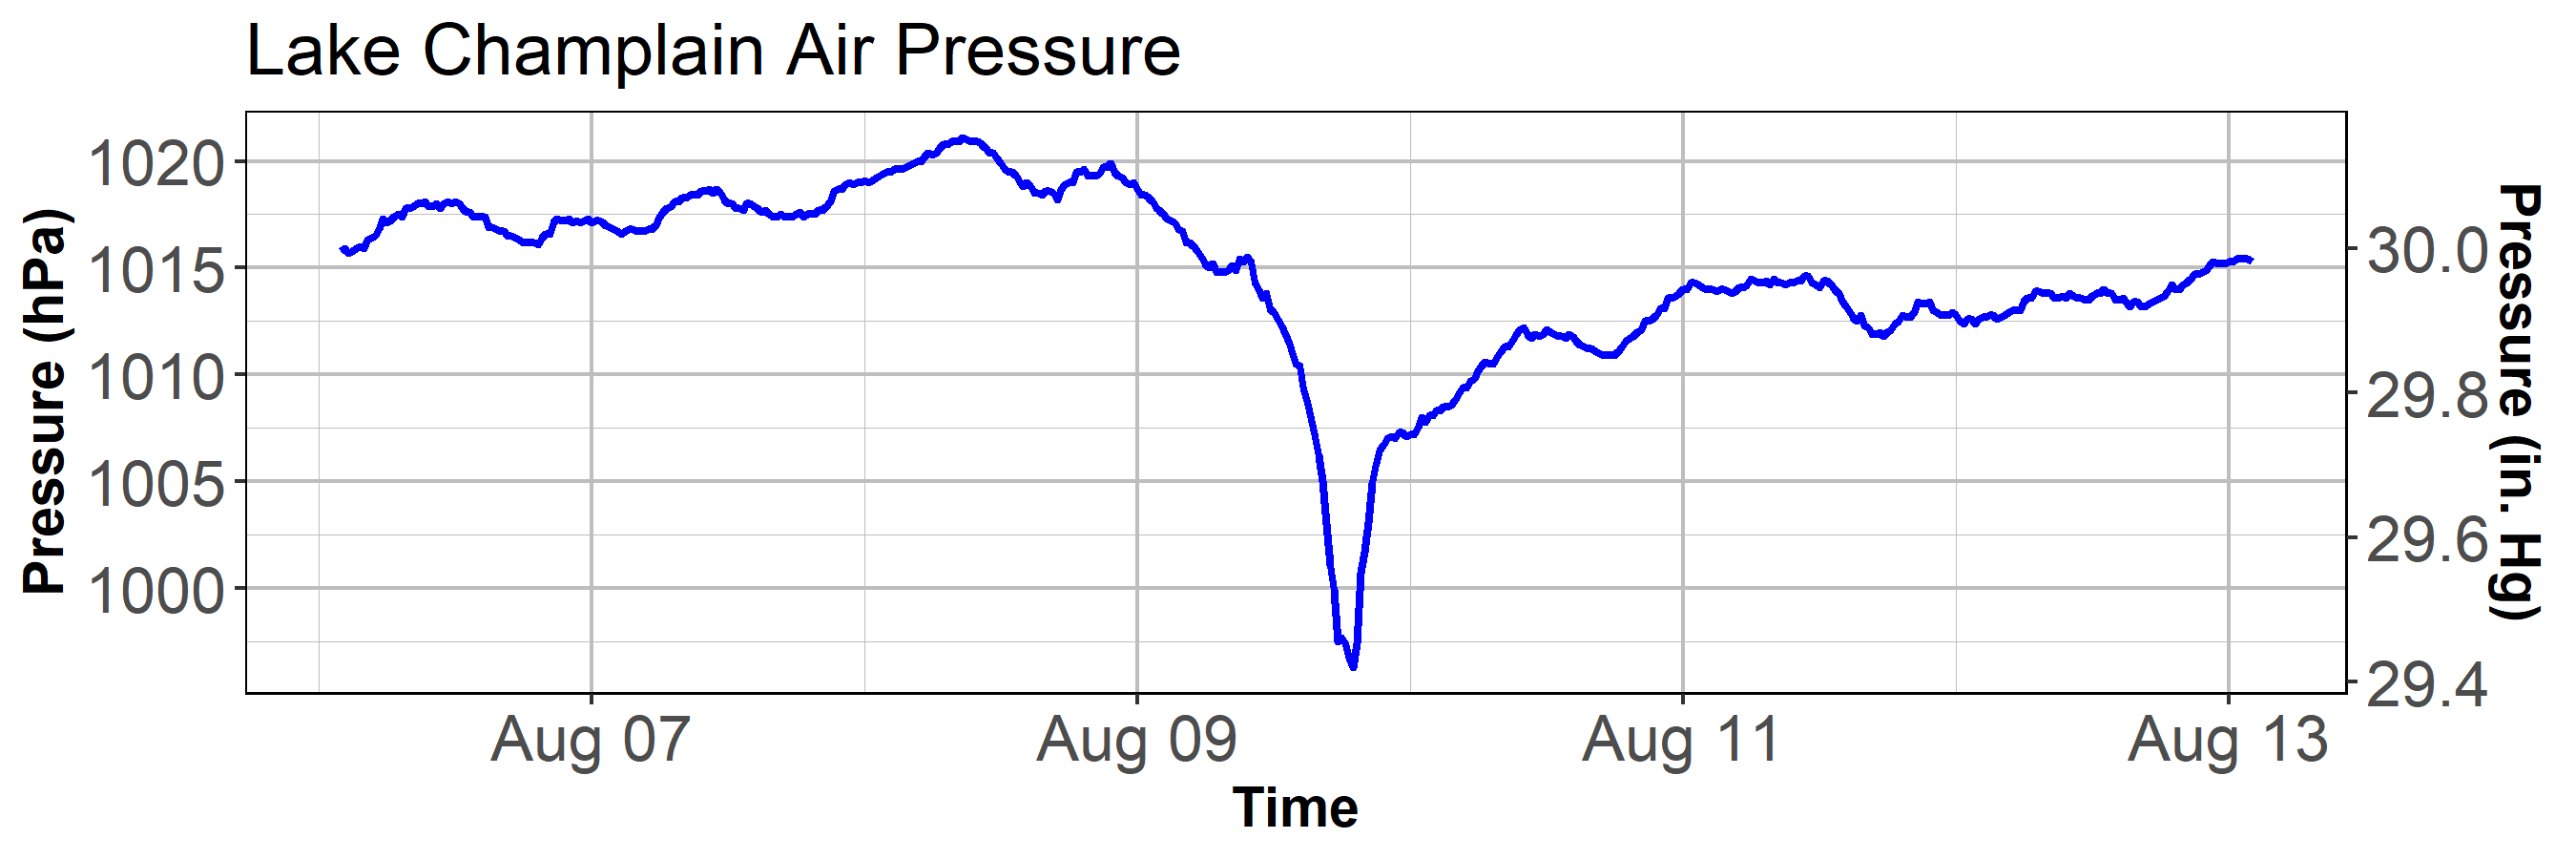 Lake Champlain Air Pressure
Pressure (hPa)
1020
1015
1010
1005
1000
30.0
29.8
29.6
29.4
Pressure (in. Hg)
Aug 07 Aug 09 Aug 11 Aug 13
Time